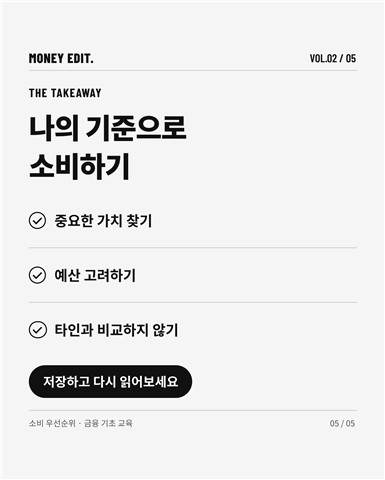 MONEY EDIT.
VOL.02 / 05
THE TAKEAWAY
나의 기준으로
소비하기
중요한 가치 찾기
예산 고려하기
타인과 비교하지 않기
저장하고 다시 읽어보세요
소비 우선순위 · 금융 기초 교육
05 / 05